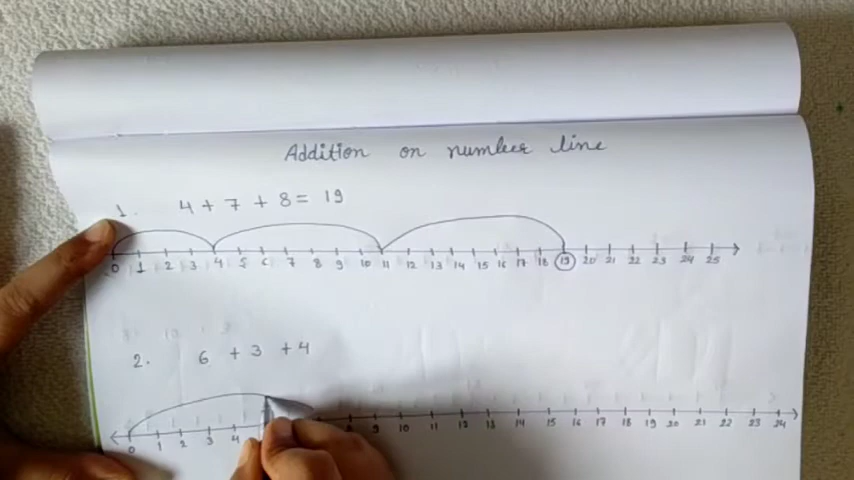 Addition on number line
1. 4 + 7 + 8 = 19
0 1 2 3 4 5 6 7 8 9 10 11 12 13 14 15 16 17 18 19 20 21 22 23 24 25
2. 6 + 3 + 4
0 1 2 3 4 8 9 10 11 12 13 14 15 16 17 18 19 20 21 22 23 24